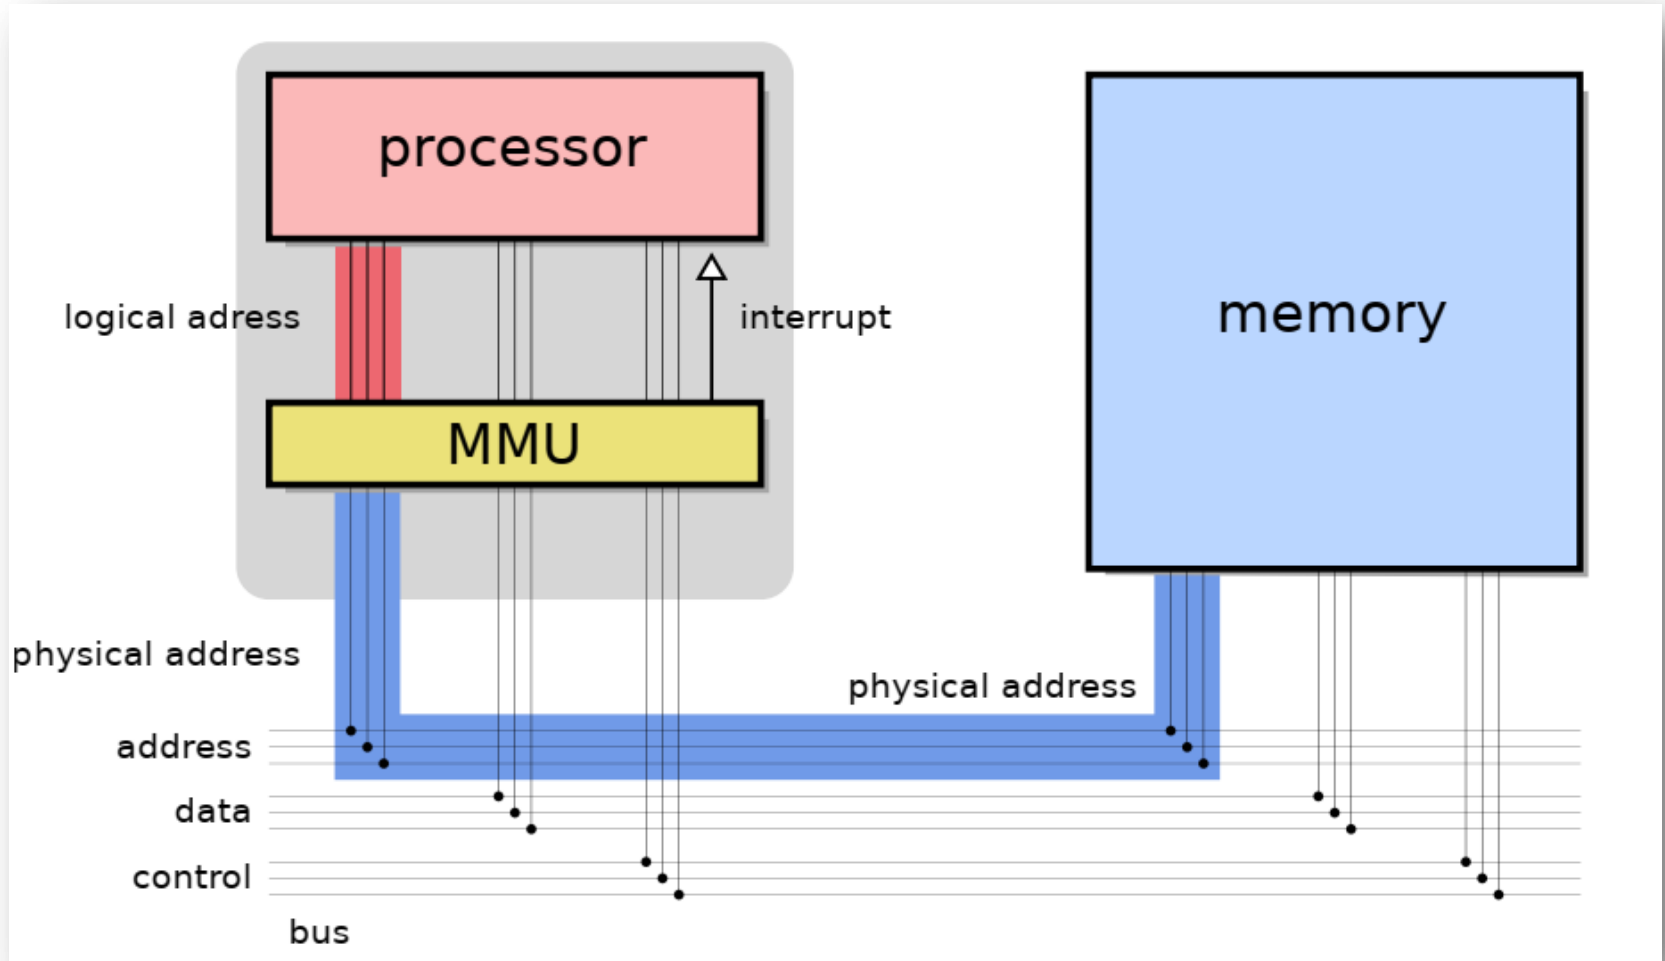 processor
memory
logical adress
interrupt
MMU
physical address
physical address
address
data
control
bus